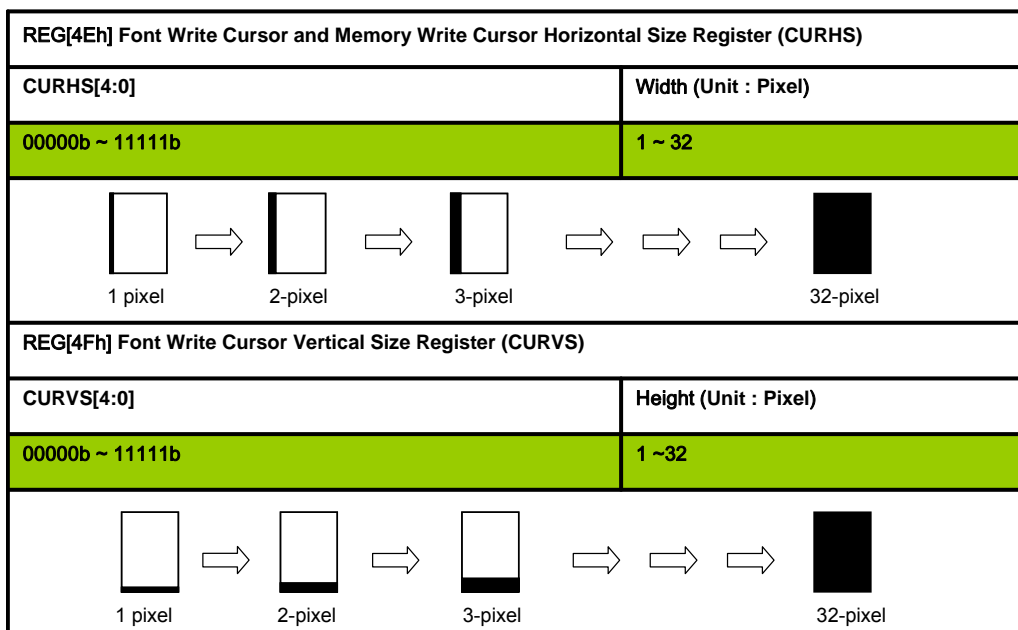 REG[4Eh] Font Write Cursor and Memory Write Cursor Horizontal Size Register (CURHS)
CURHS[4:0] Width (Unit : Pixel)
00000b ~ 11111b 1 ~ 32
1 pixel 2-pixel 3-pixel 32-pixel
REG[4Fh] Font Write Cursor Vertical Size Register (CURVS)
CURVS[4:0] Height (Unit : Pixel)
00000b ~ 11111b 1 ~32
1 pixel 2-pixel 3-pixel 32-pixel